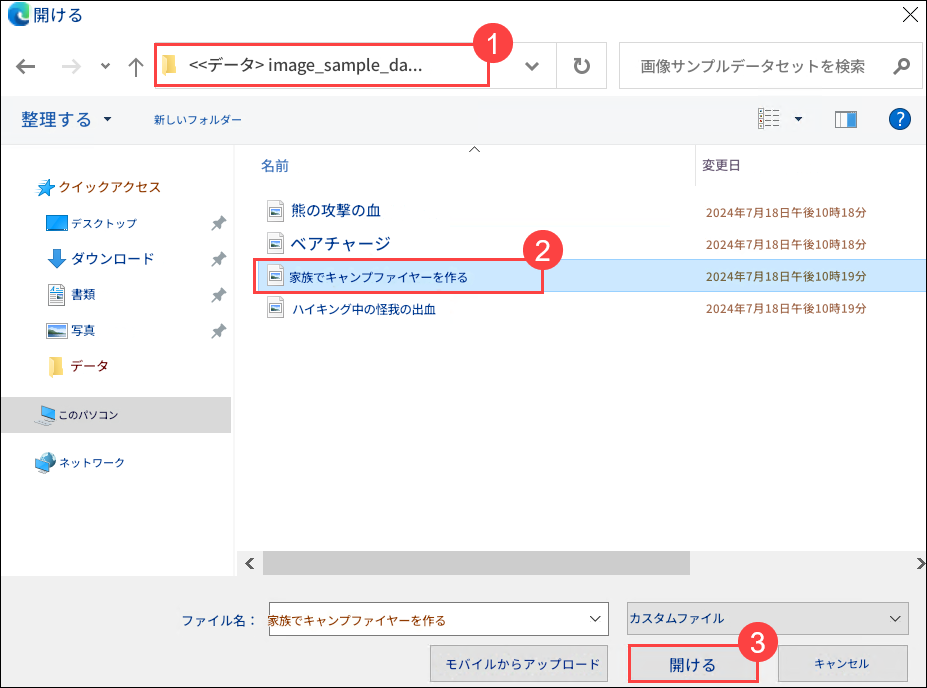 開ける
1
<<データ> image_sample_da...
画像サンプルデータセットを検索
整理する
新しいフォルダー
?
名前
変更日
クイックアクセス
デスクトップ
ダウンロード
書類
写真
データ
このパソコン
ネットワーク
熊の攻撃の血
2024年7月18日午後10時18分
ベアチャージ
2024年7月18日午後10時18分
2
家族でキャンプファイヤーを作る
2024年7月18日午後10時19分
ハイキング中の怪我の出血
2024年7月18日午後10時19分
ファイル名：
家族でキャンプファイヤーを作る
カスタムファイル
3
モバイルからアップロード
開ける
キャンセル